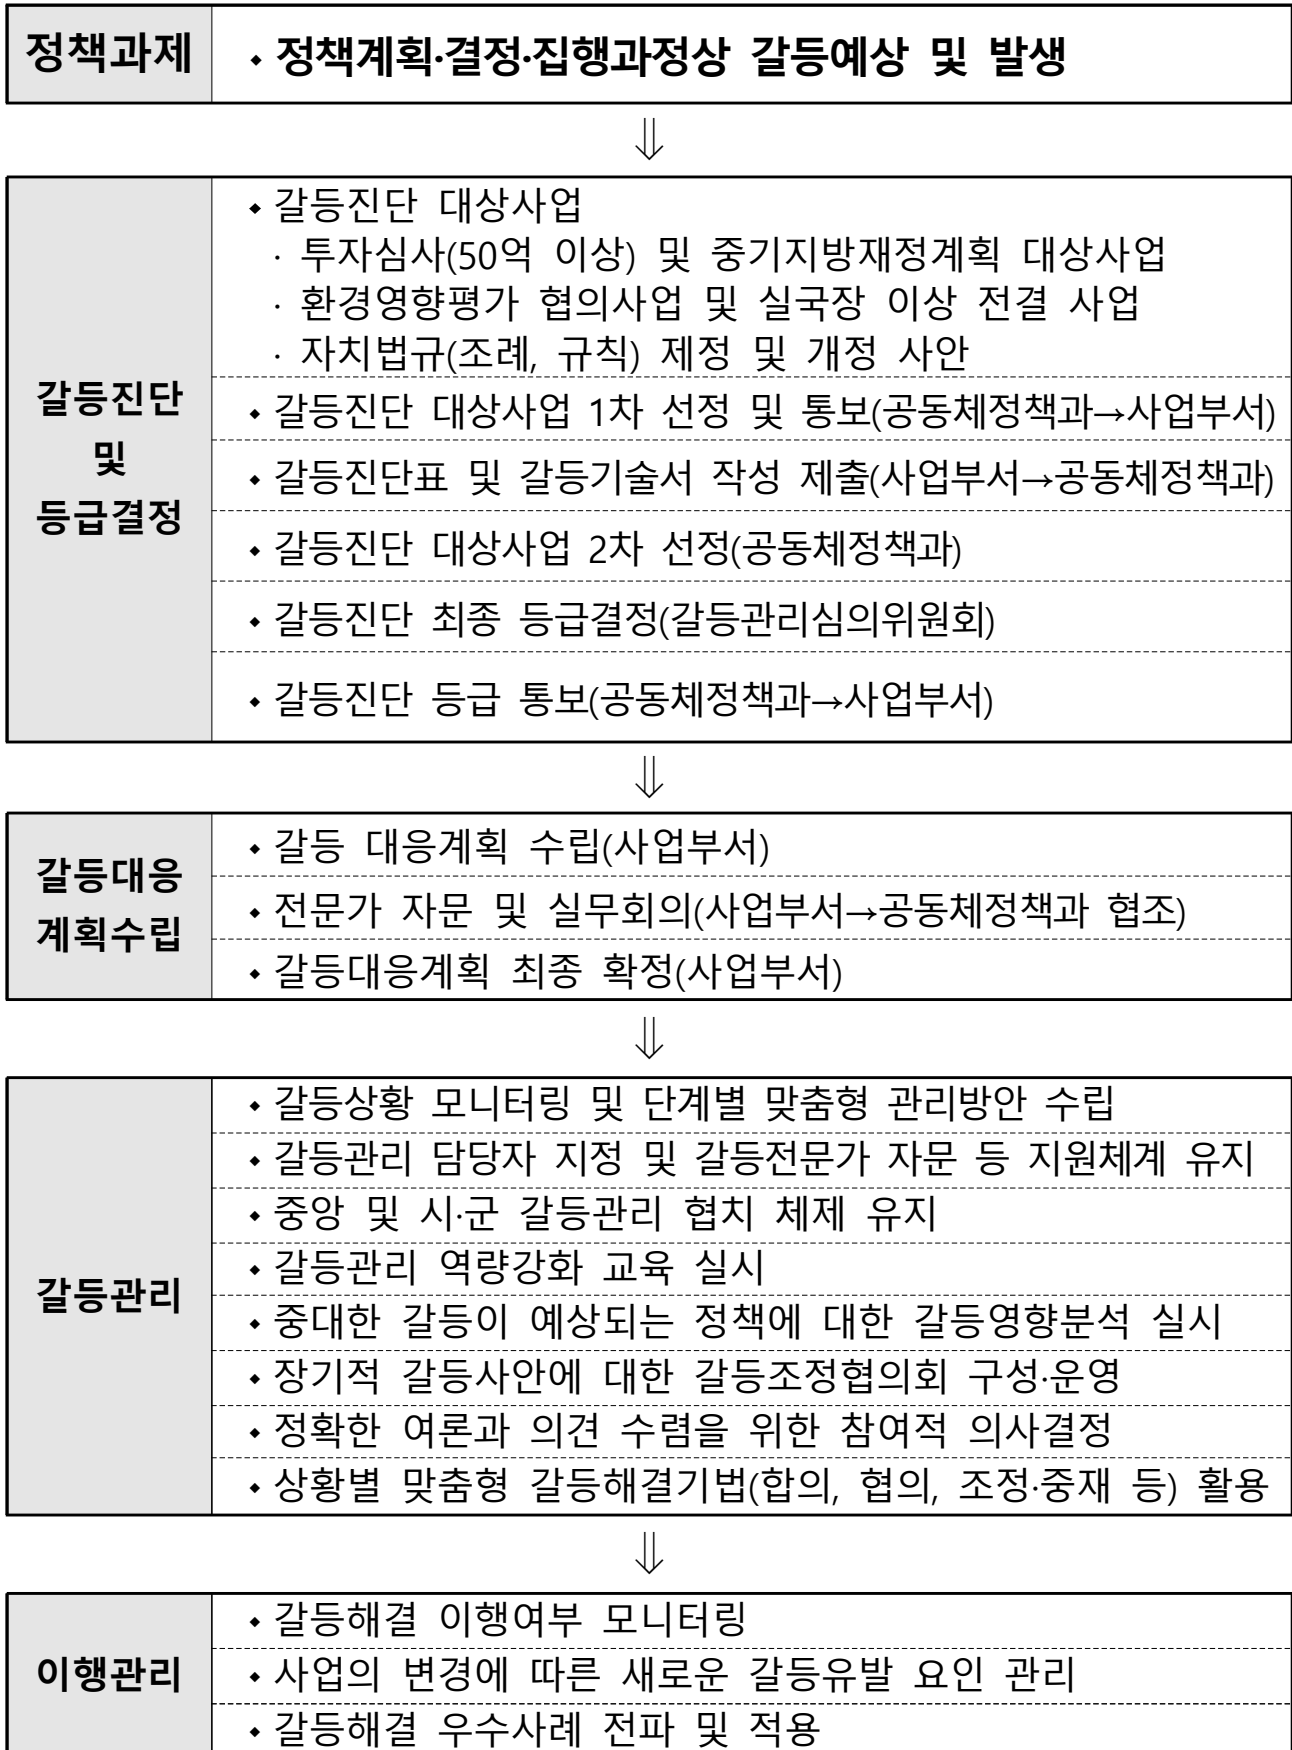 정책과제
◆ 정책계획·결정·집행과정상 갈등예상 및 발생
⇓
갈등진단
및
등급결정
◆ 갈등진단 대상사업
· 투자심사(50억 이상) 및 중기지방재정계획 대상사업
· 환경영향평가 협의사업 및 실국장 이상 전결 사업
· 자치법규(조례, 규칙) 제정 및 개정 사안
◆ 갈등진단 대상사업 1차 선정 및 통보(공동체정책과→사업부서)
◆ 갈등진단표 및 갈등기술서 작성 제출(사업부서→공동체정책과)
◆ 갈등진단 대상사업 2차 선정(공동체정책과)
◆ 갈등진단 최종 등급결정(갈등관리심의위원회)
◆ 갈등진단 등급 통보(공동체정책과→사업부서)
⇓
갈등대응
계획수립
◆ 갈등 대응계획 수립(사업부서)
◆ 전문가 자문 및 실무회의(사업부서→공동체정책과 협조)
◆ 갈등대응계획 최종 확정(사업부서)
⇓
갈등관리
◆ 갈등상황 모니터링 및 단계별 맞춤형 관리방안 수립
◆ 갈등관리 담당자 지정 및 갈등전문가 자문 등 지원체계 유지
◆ 중앙 및 시·군 갈등관리 협치 체제 유지
◆ 갈등관리 역량강화 교육 실시
◆ 중대한 갈등이 예상되는 정책에 대한 갈등영향분석 실시
◆ 장기적 갈등사안에 대한 갈등조정협의회 구성·운영
◆ 정확한 여론과 의견 수렴을 위한 참여적 의사결정
◆ 상황별 맞춤형 갈등해결기법(합의, 협의, 조정·중재 등) 활용
⇓
이행관리
◆ 갈등해결 이행여부 모니터링
◆ 사업의 변경에 따른 새로운 갈등유발 요인 관리
◆ 갈등해결 우수사례 전파 및 적용